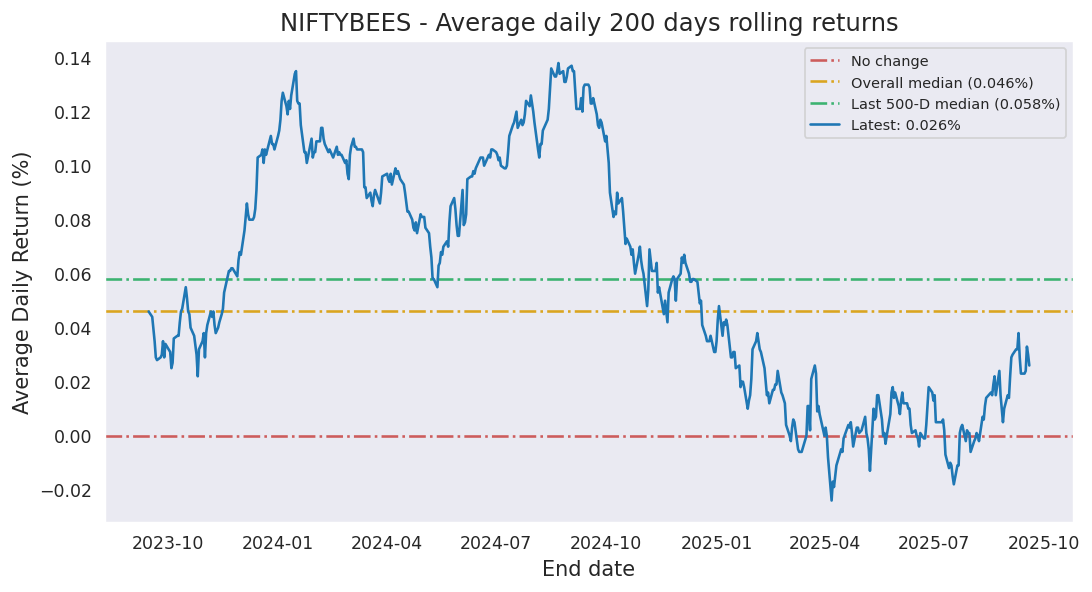 NIFTYBEES - Average daily 200 days rolling returns
No change
Overall median (0.046%)
Last 500-D median (0.058%)
Latest: 0.026%
Average Daily Return (%)
0.14
0.12
0.10
0.08
0.06
0.04
0.02
0.00
−0.02
2023-10 2024-01 2024-04 2024-07 2024-10 2025-01 2025-04 2025-07 2025-10
End date